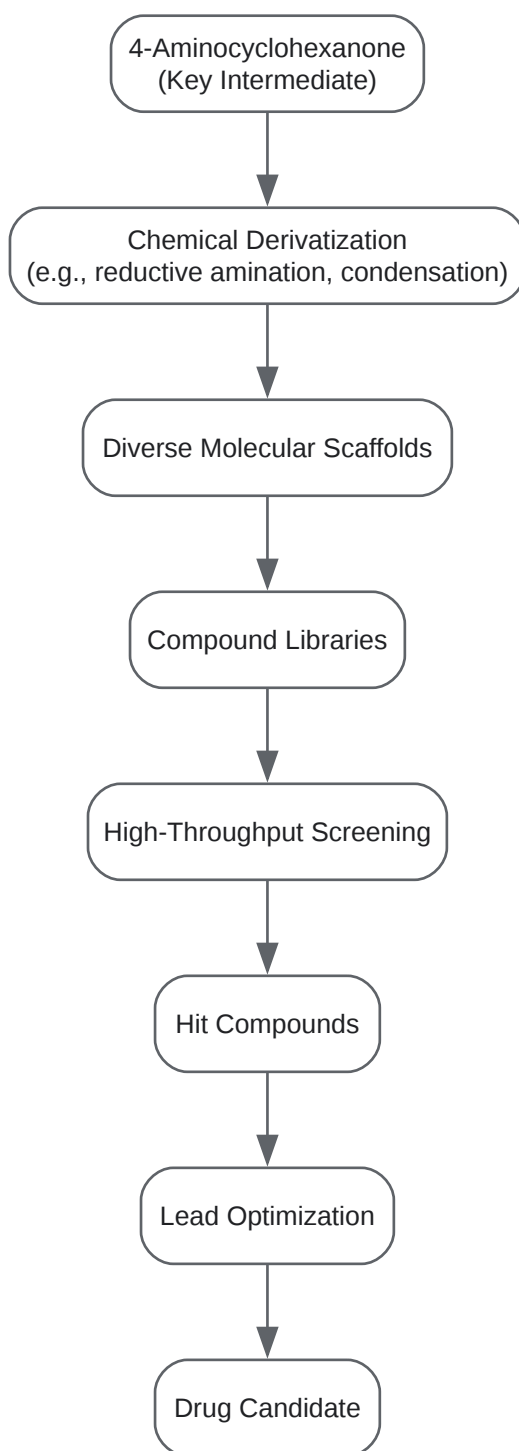 4-Aminocyclohexanone
(Key Intermediate)
Chemical Derivatization
(e.g., reductive amination, condensation)
Diverse Molecular Scaffolds
Compound Libraries
High-Throughput Screening
Hit Compounds
Lead Optimization
Drug Candidate